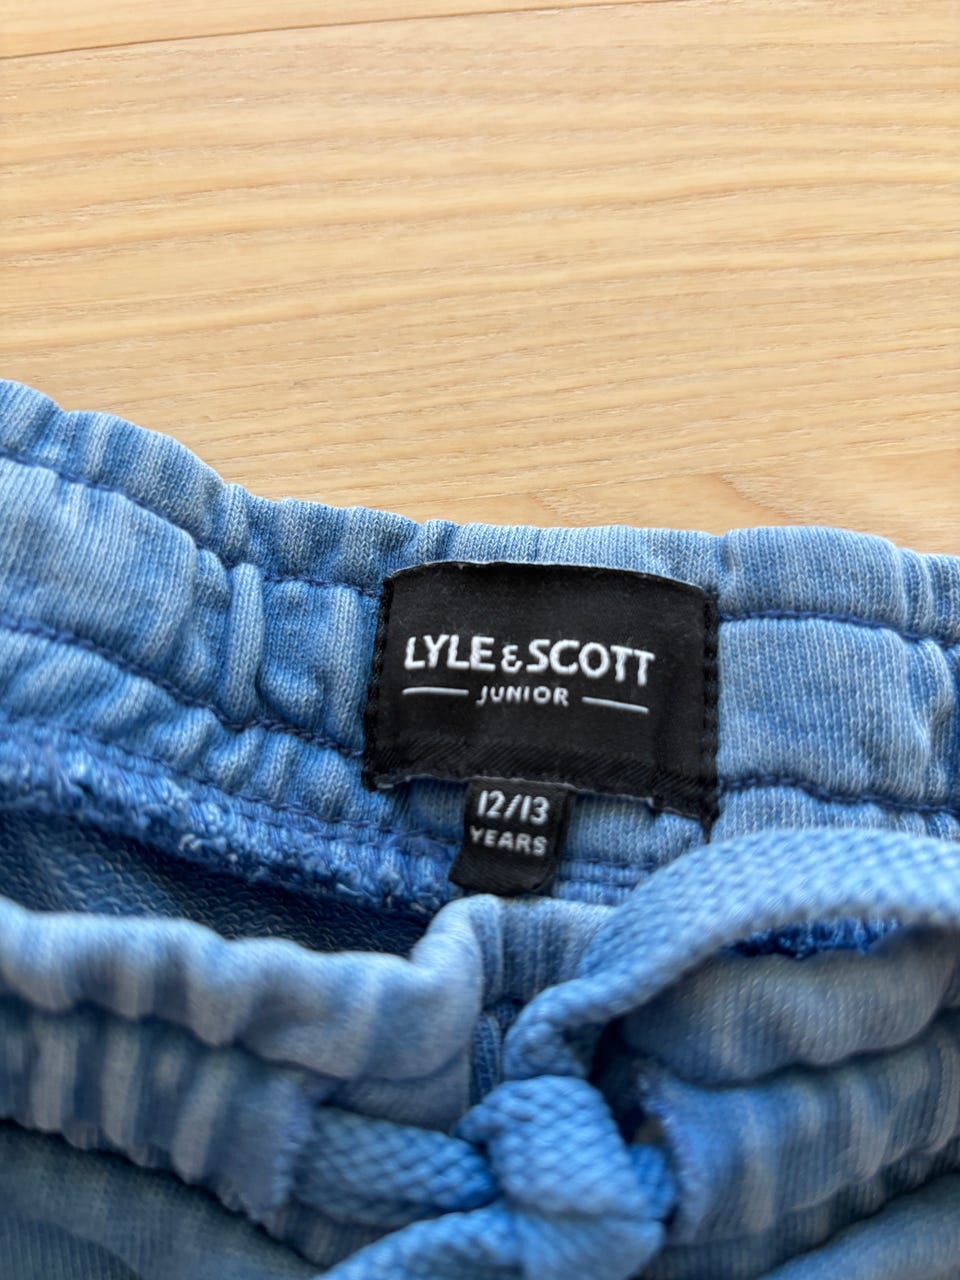 LYLE & SCOTT
JUNIOR
12/13
YEARS